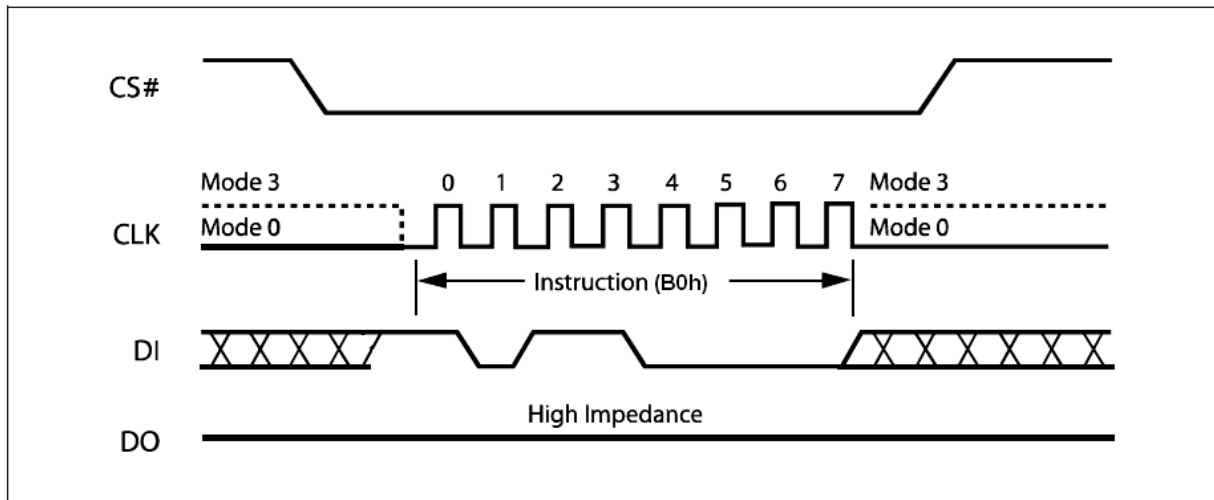 CS#
Mode 3
0 1 2 3 4 5 6 7
Mode 3
CLK
Mode 0
Mode 0
Instruction (B0h)
DI
High Impedance
DO